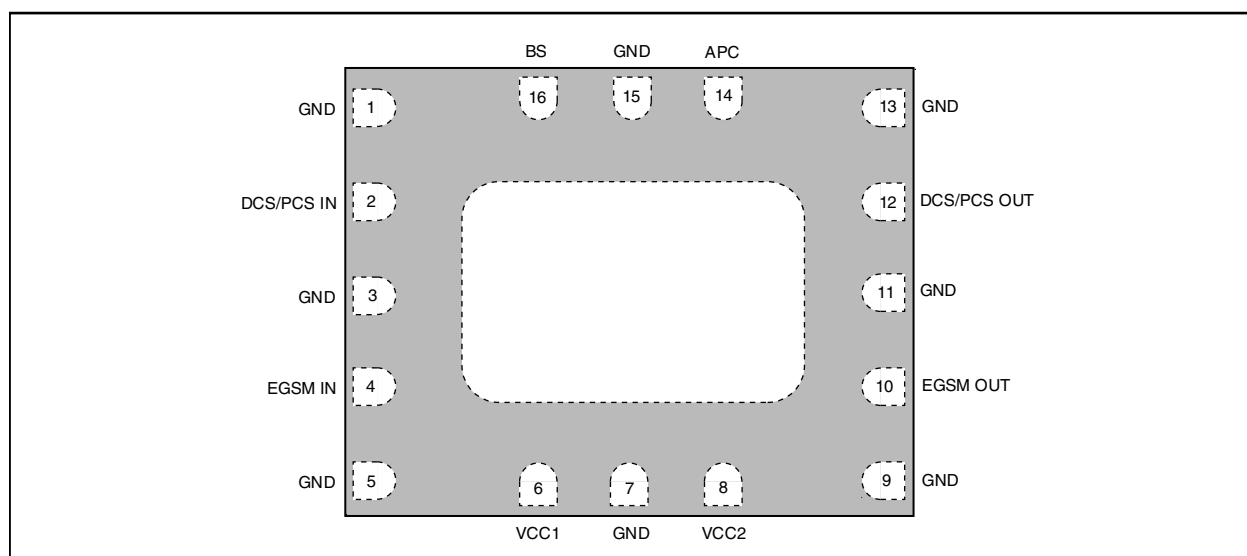 BS GND APC
16 15 14
GND 1 13 GND
DCS/PCS IN 2 12 DCS/PCS OUT
GND 3 11 GND
EGSM IN 4 10 EGSM OUT
GND 5 6 7 8 9 GND
VCC1 GND VCC2